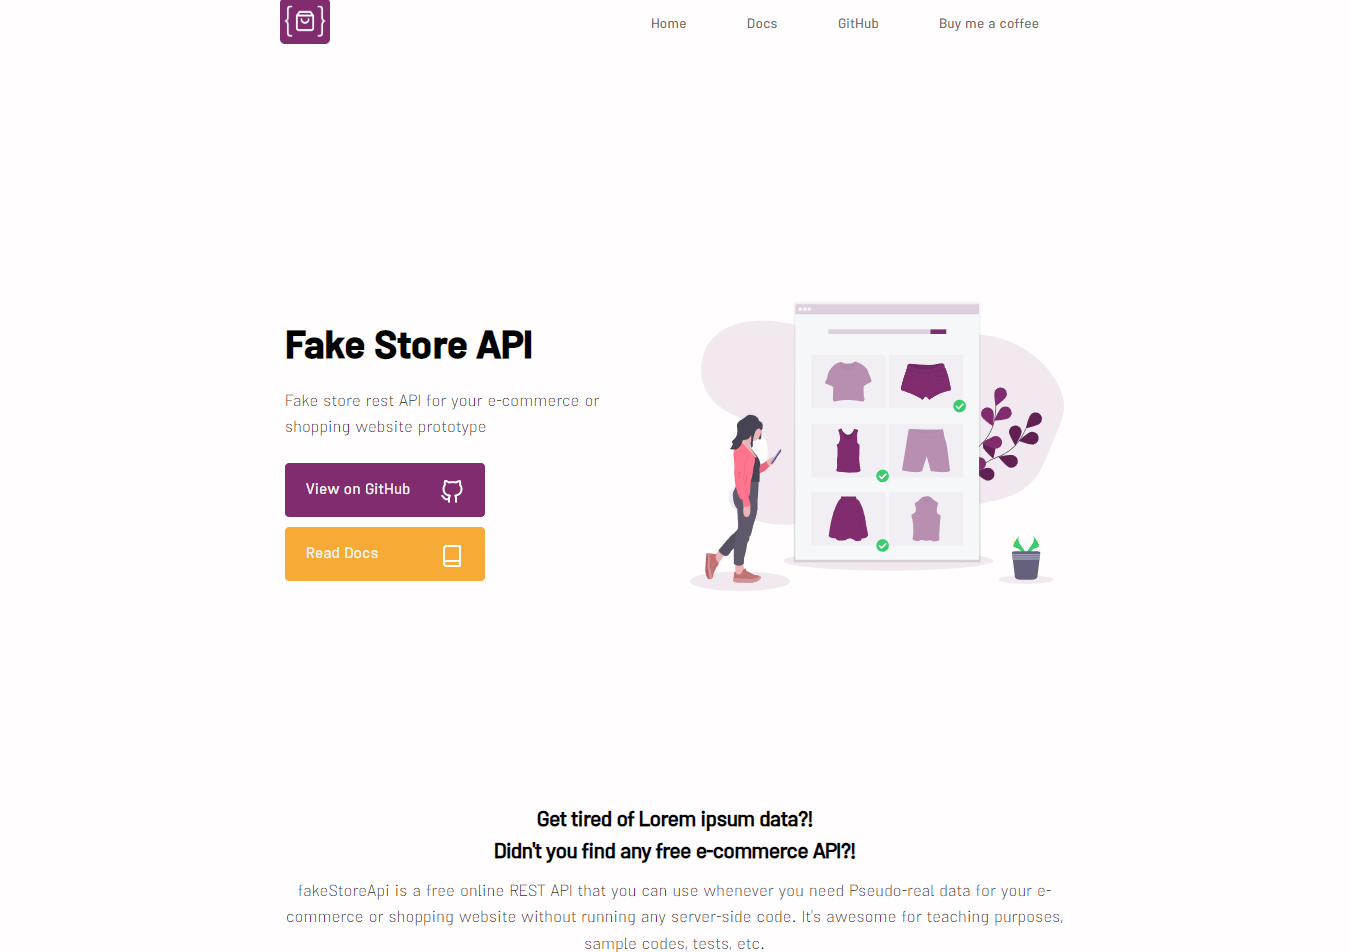 Home
Docs
GitHub
Buy me a coffee
Fake Store API
Fake store rest API for your e-commerce or
shopping website prototype
View on GitHub
Read Docs
Get tired of Lorem ipsum data?!
Didn't you find any free e-commerce API?!
fakeStoreApi is a free online REST API that you can use whenever you need Pseudo-real data for your e-
commerce or shopping website without running any server-side code. It's awesome for teaching purposes,
sample codes, tests, etc.